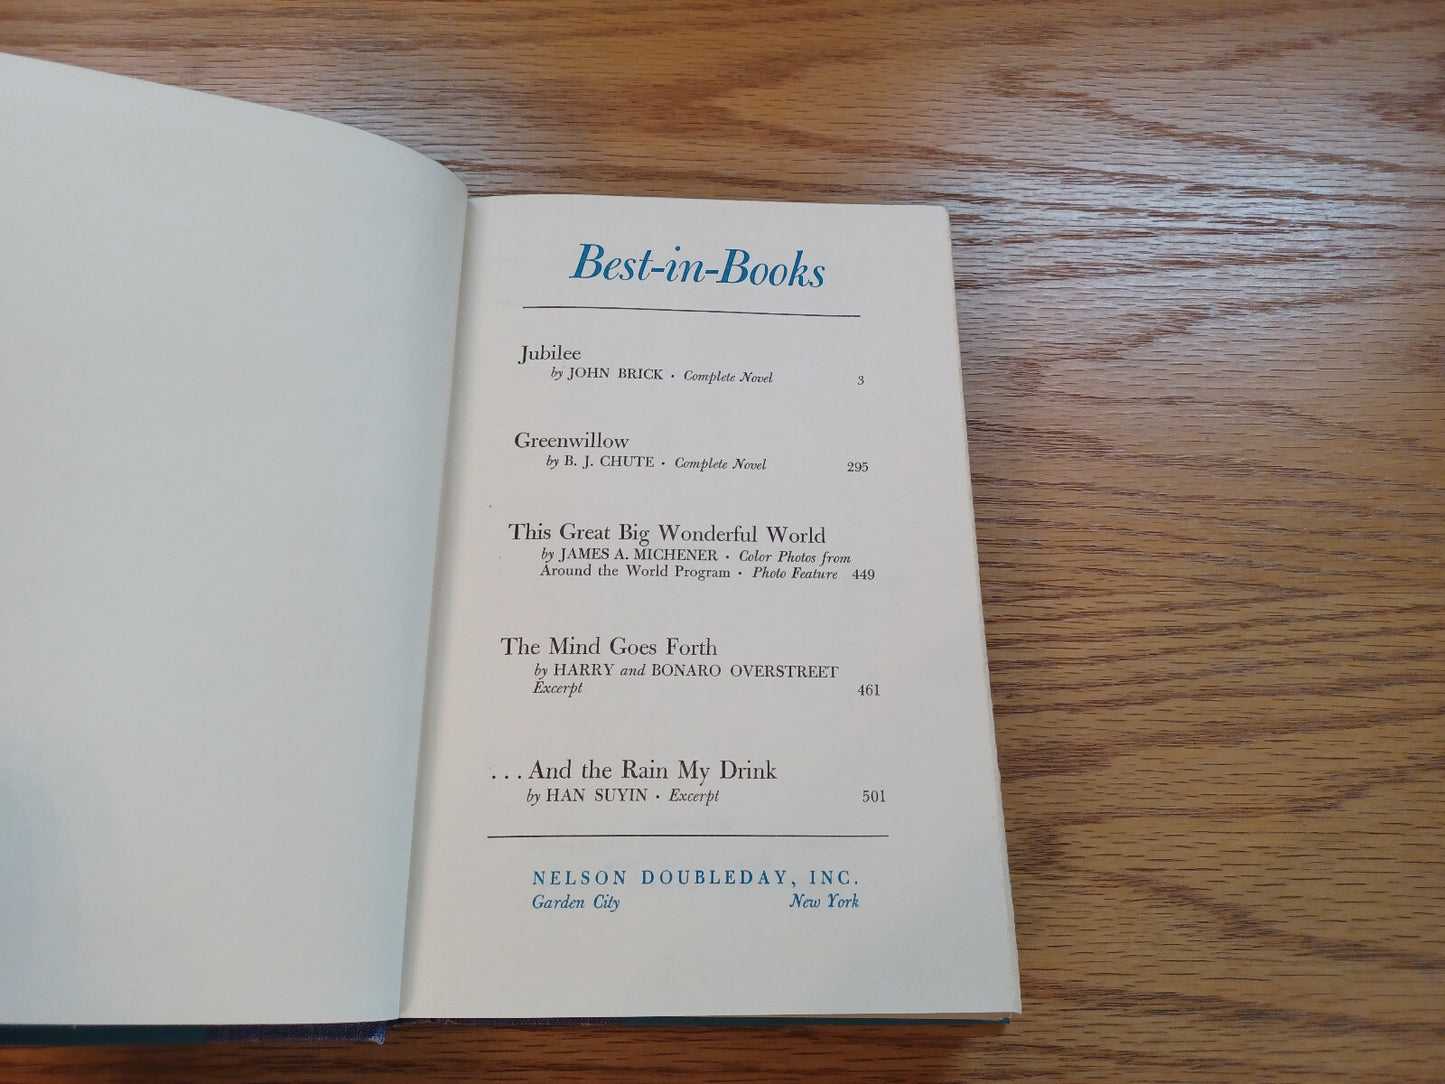 Best-in-Books
Jubilee
by JOHN BRICK · Complete Novel 3
Greenwillow
by B. J. CHUTE · Complete Novel 295
This Great Big Wonderful World
by JAMES A. MICHENER · Color Photos from
Around the World Program · Photo Feature 449
The Mind Goes Forth
by HARRY and BONARO OVERSTREET
Excerpt 461
. . . And the Rain My Drink
by HAN SUYIN · Excerpt 501
NELSON DOUBLEDAY, INC.
Garden City New York